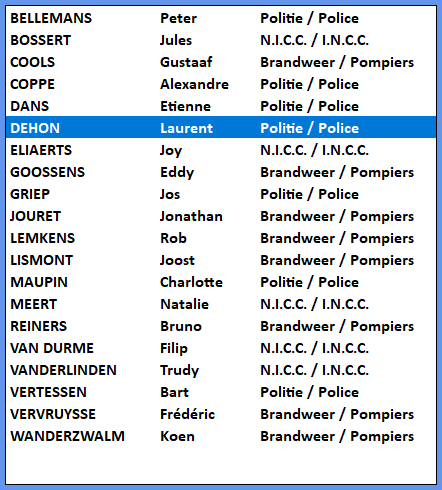 BELLEMANS Peter Politie / Police
BOSSERT Jules N.I.C.C. / I.N.C.C.
COOLS Gustaaf Brandweer / Pompiers
COPPE Alexandre Politie / Police
DANS Etienne Politie / Police
DEHON Laurent Politie / Police
ELIAERTS Joy N.I.C.C. / I.N.C.C.
GOOSSENS Eddy Brandweer / Pompiers
GRIEP Jos Politie / Police
JOURET Jonathan Brandweer / Pompiers
LEMKENS Rob Brandweer / Pompiers
LISMONT Joost Brandweer / Pompiers
MAUPIN Charlotte Politie / Police
MEERT Natalie N.I.C.C. / I.N.C.C.
REINERS Bruno Brandweer / Pompiers
VAN DURME Filip N.I.C.C. / I.N.C.C.
VANDERLINDEN Trudy N.I.C.C. / I.N.C.C.
VERTESSEN Bart Politie / Police
VERVRUYSSE Frédéric Brandweer / Pompiers
WANDERZWALM Koen Brandweer / Pompiers